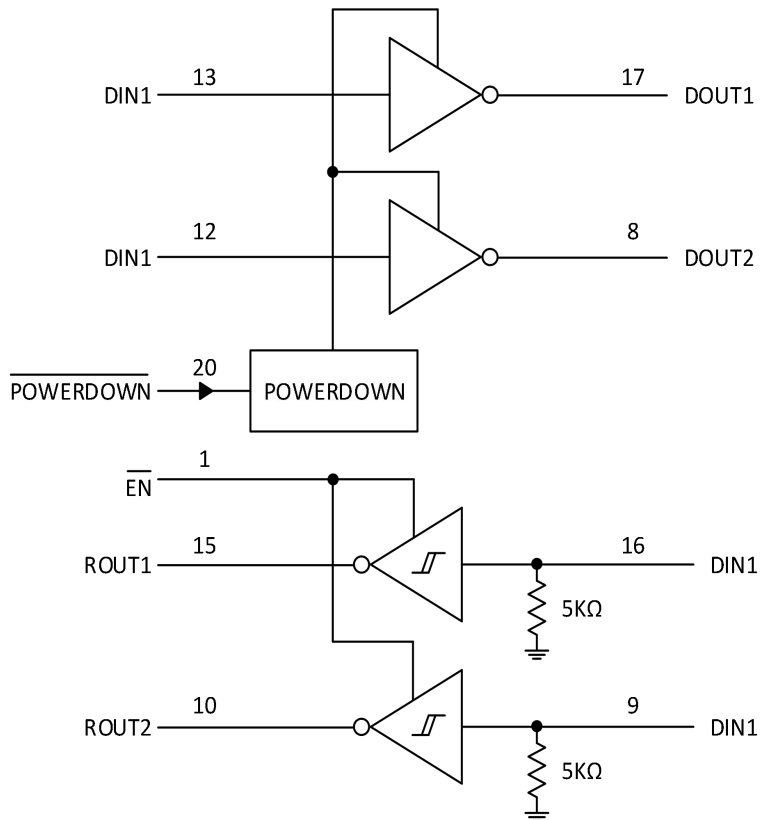 DIN1 13 17 DOUT1
DIN1 12 8 DOUT2
POWERDOWN 20 POWERDOWN
EN 1
ROUT1 15 16 DIN1
5KΩ
ROUT2 10 9 DIN1
5KΩ